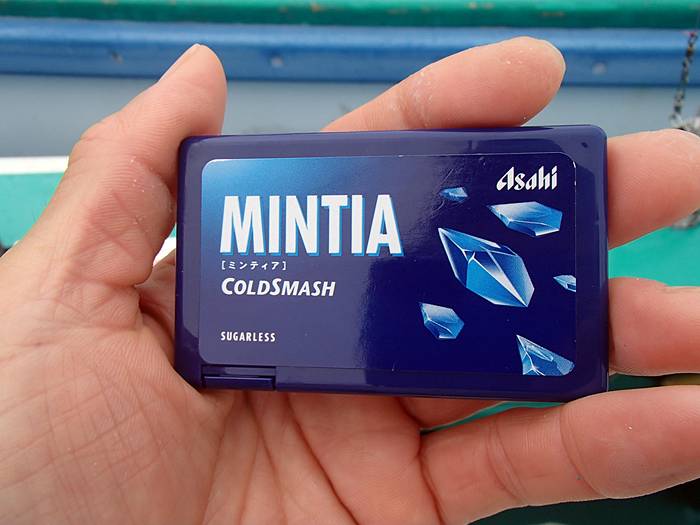 Asahi
MINTIA
[ミンティア]
COLDSMASH
SUGARLESS